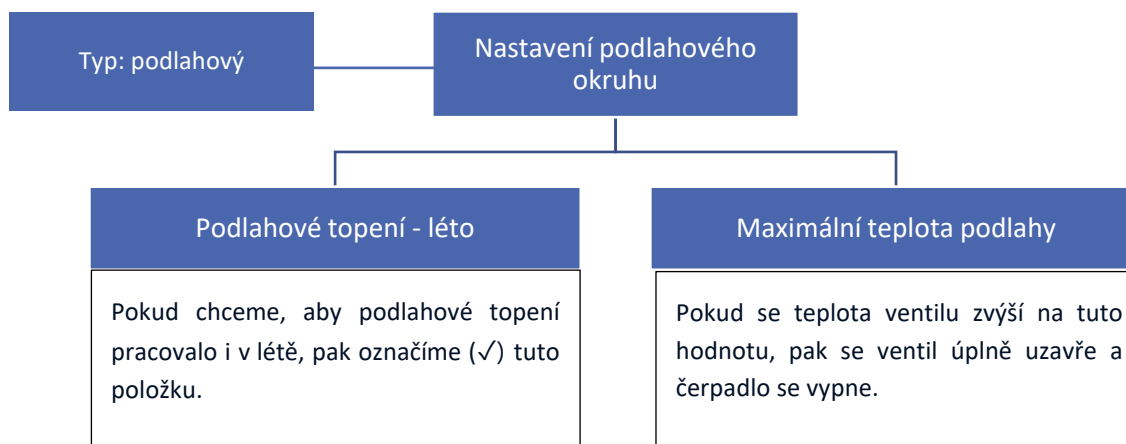 Typ: podlahový
Nastavení podlahového
okruhu
Podlahové topení - léto
Pokud chceme, aby podlahové topení
pracovalo i v létě, pak označíme (✓) tuto
položku.
Maximální teplota podlahy
Pokud se teplota ventilu zvýší na tuto
hodnotu, pak se ventil úplně uzavře a
čerpadlo se vypne.